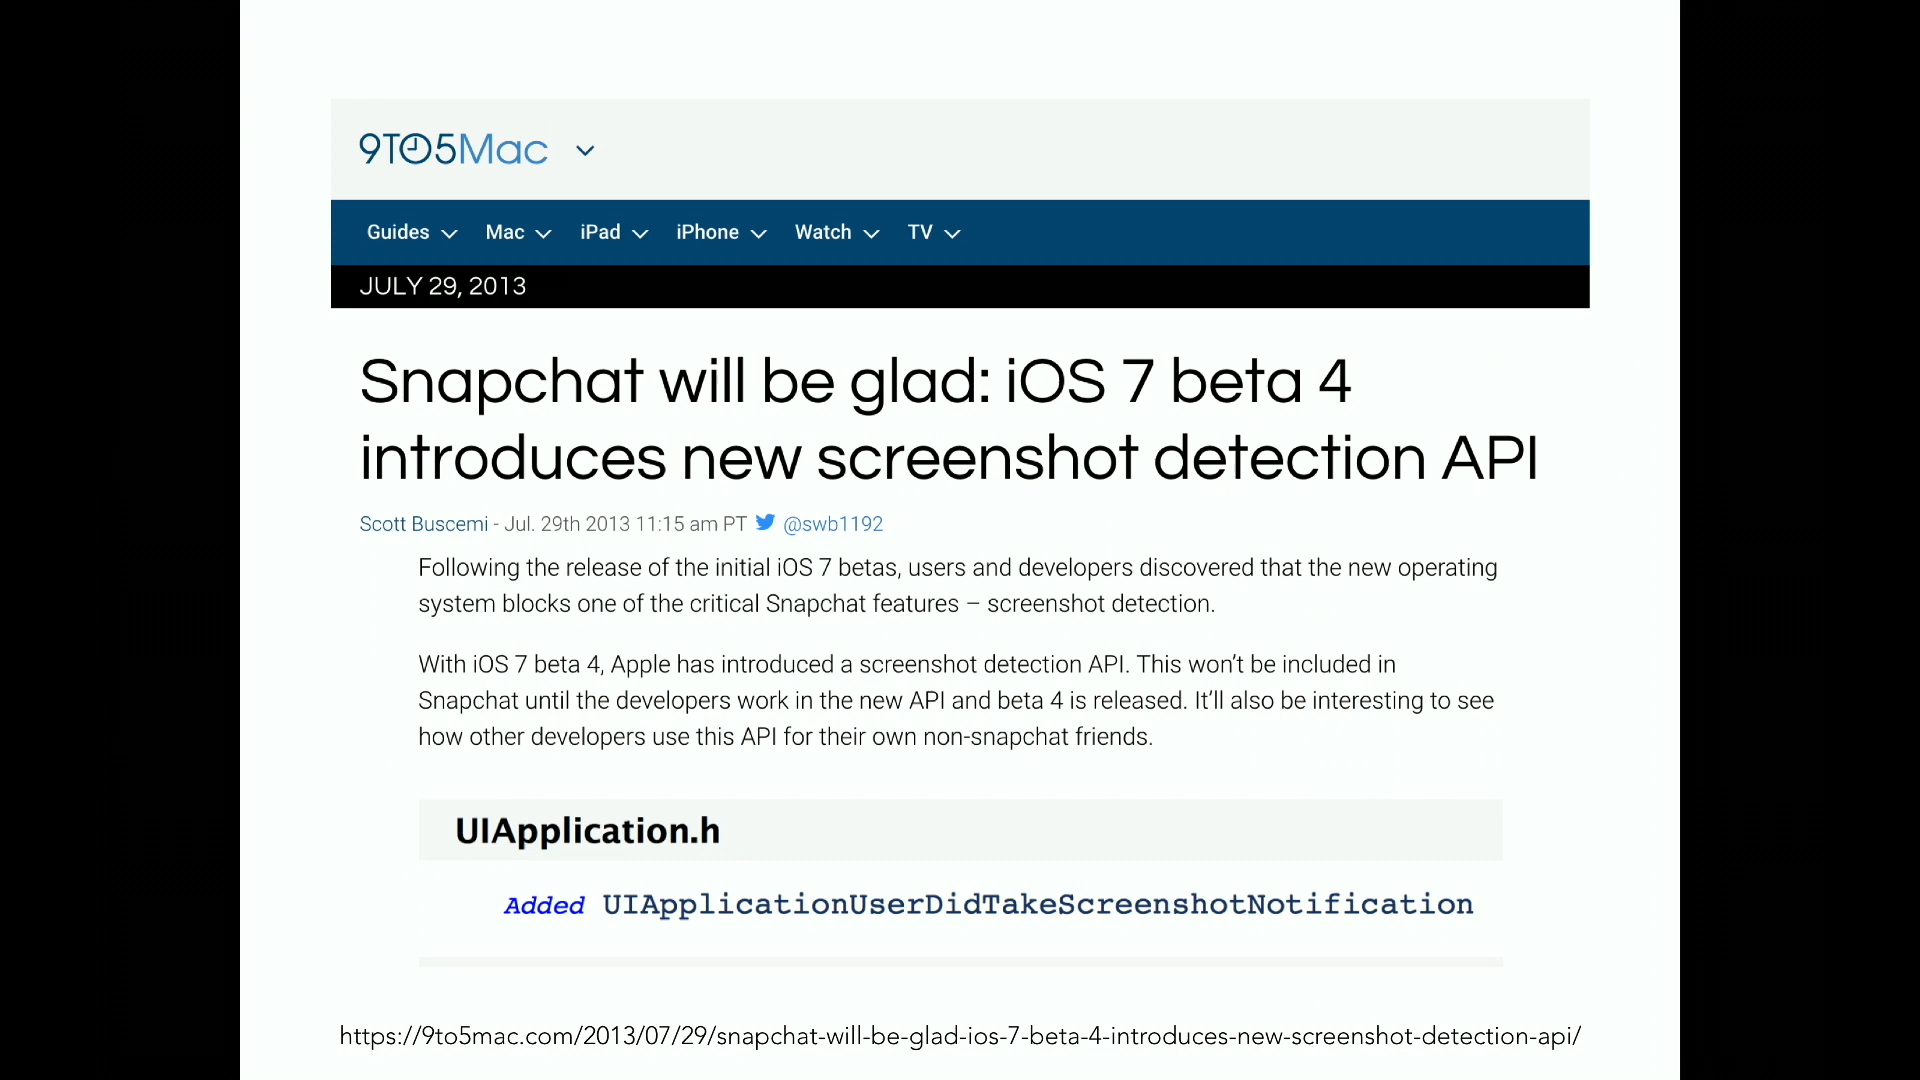 9TO5Mac
Guides Mac iPad iPhone Watch TV
JULY 29, 2013
Snapchat will be glad: iOS 7 beta 4
introduces new screenshot detection API
Scott Buscemi - Jul. 29th 2013 11:15 am PT @swb1192
Following the release of the initial iOS 7 betas, users and developers discovered that the new operating
system blocks one of the critical Snapchat features – screenshot detection.
With iOS 7 beta 4, Apple has introduced a screenshot detection API. This won’t be included in
Snapchat until the developers work in the new API and beta 4 is released. It’ll also be interesting to see
how other developers use this API for their own non-snapchat friends.
UIApplication.h
Added UIApplicationUserDidTakeScreenshotNotification
https://9to5mac.com/2013/07/29/snapchat-will-be-glad-ios-7-beta-4-introduces-new-screenshot-detection-api/